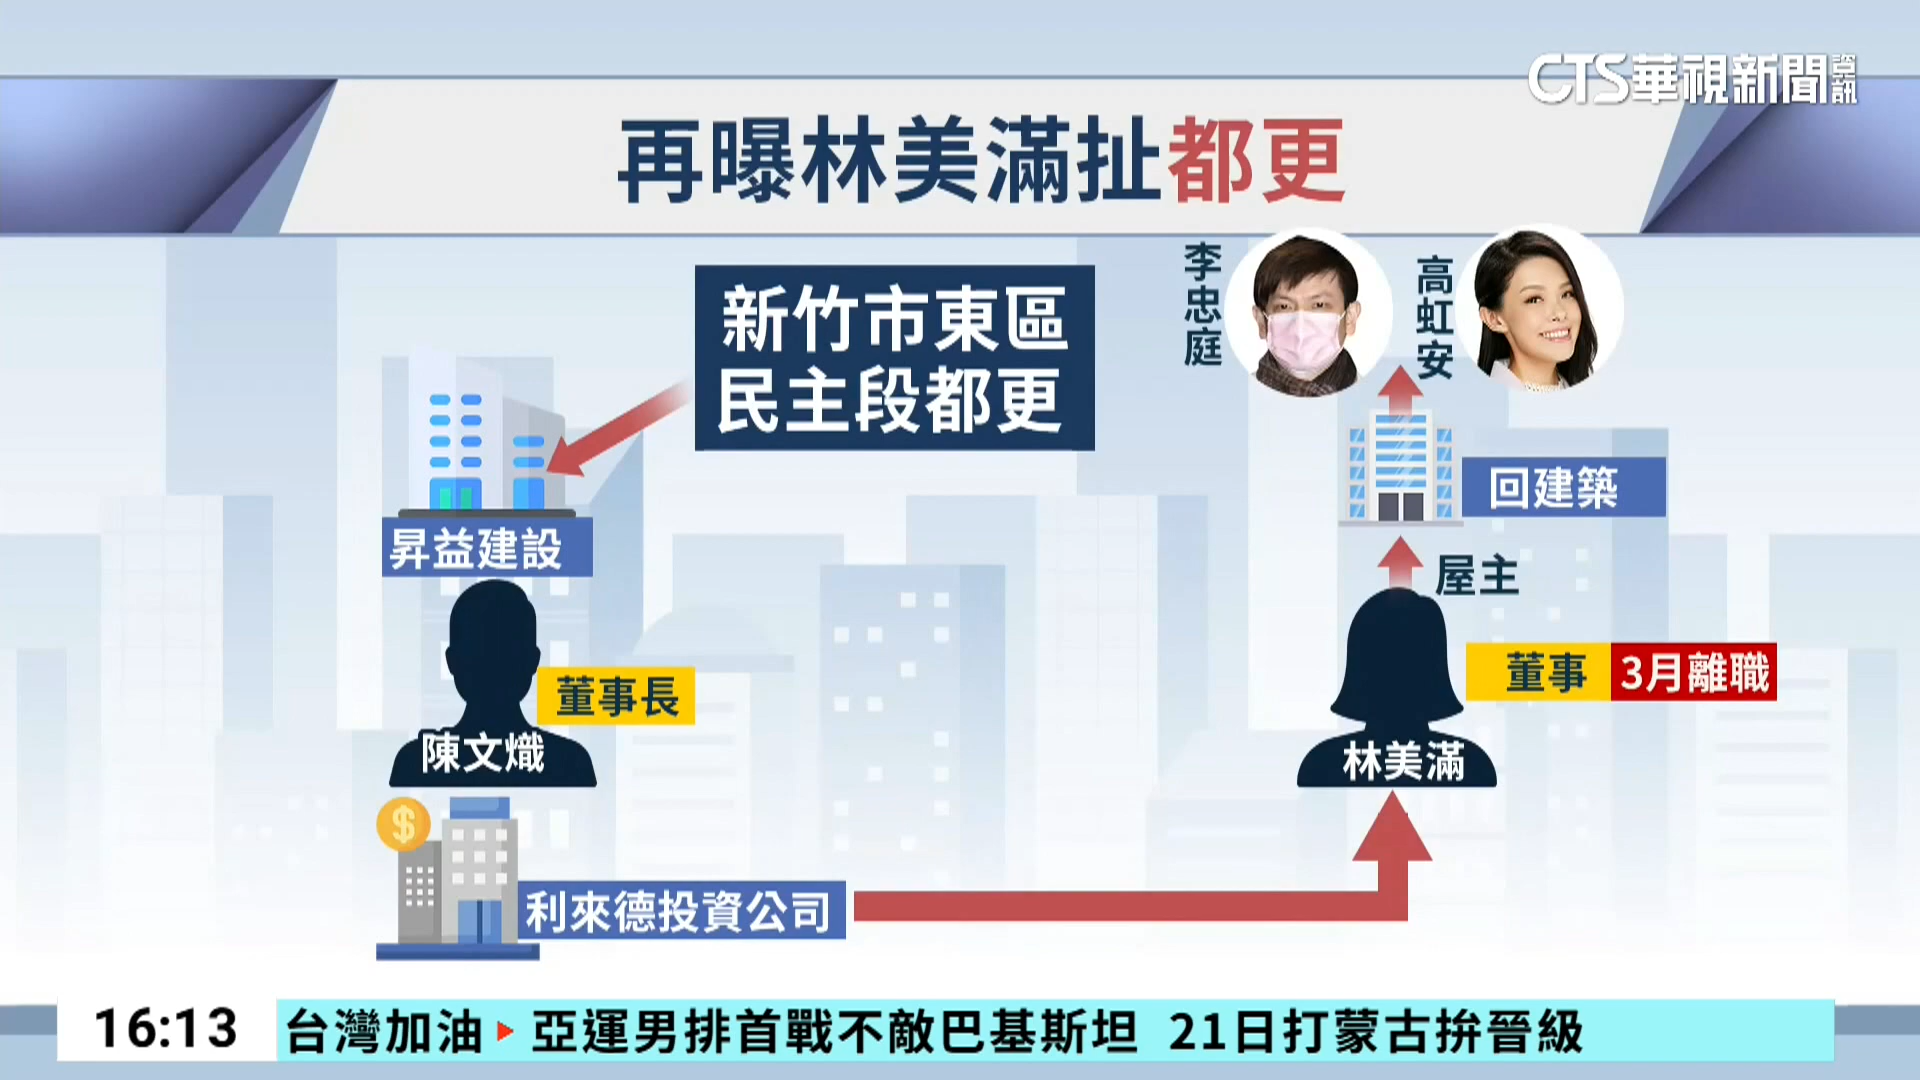 CTS華視新聞資訊
再曝林美滿扯都更
新竹市東區
民主段都更
李忠庭
高虹安
回建築
昇益建設
屋主
董事長
董事
3月離職
陳文熾
林美滿
$
利來德投資公司
16:13
台灣加油▶亞運男排首戰不敵巴基斯坦 21日打蒙古拚晉級